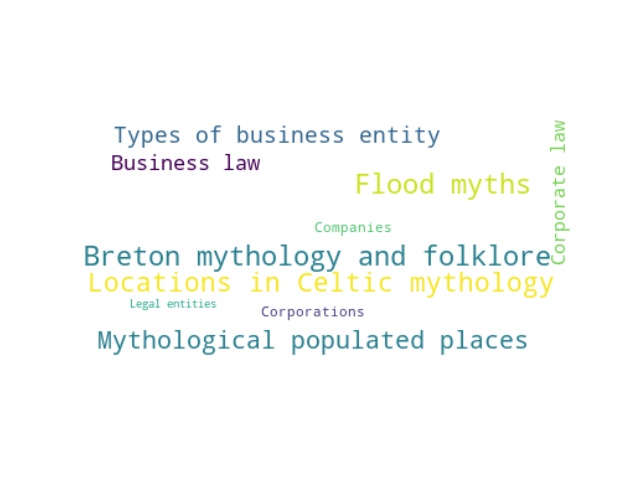 Types of business entity
Business law
Corporate law
Flood myths
Companies
Breton mythology and folklore
Locations in Celtic mythology
Legal entities
Corporations
Mythological populated places